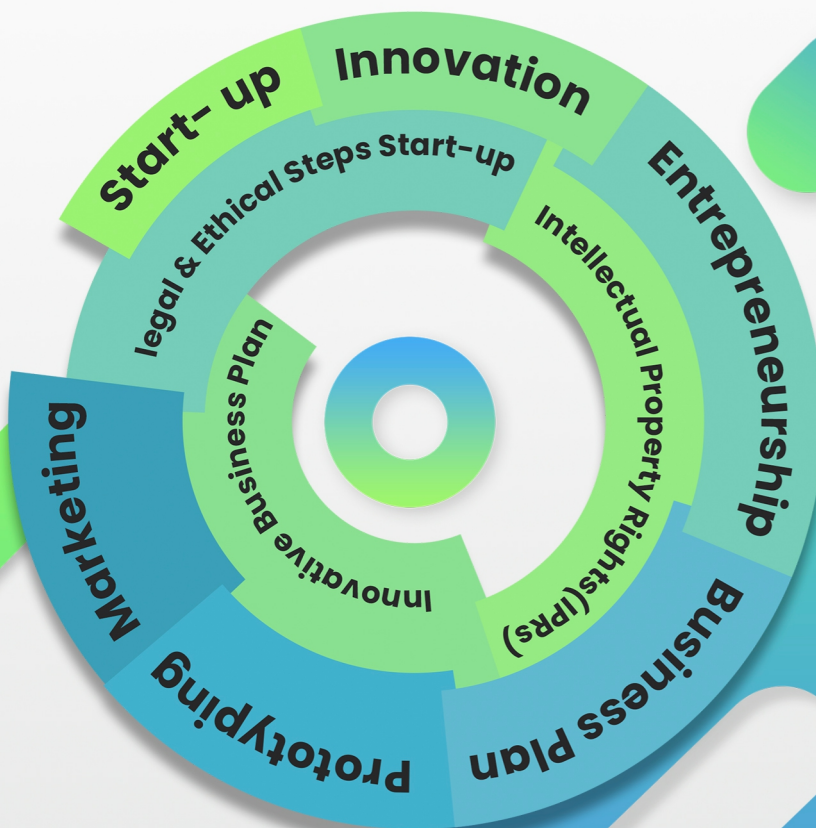 Start- up
Innovation
Entrepreneurship
Business Plan
Prototyping
Marketing
legal & Ethical Steps Start-up
Intellectual Property Rights(IPRs)
Innovative Business Plan